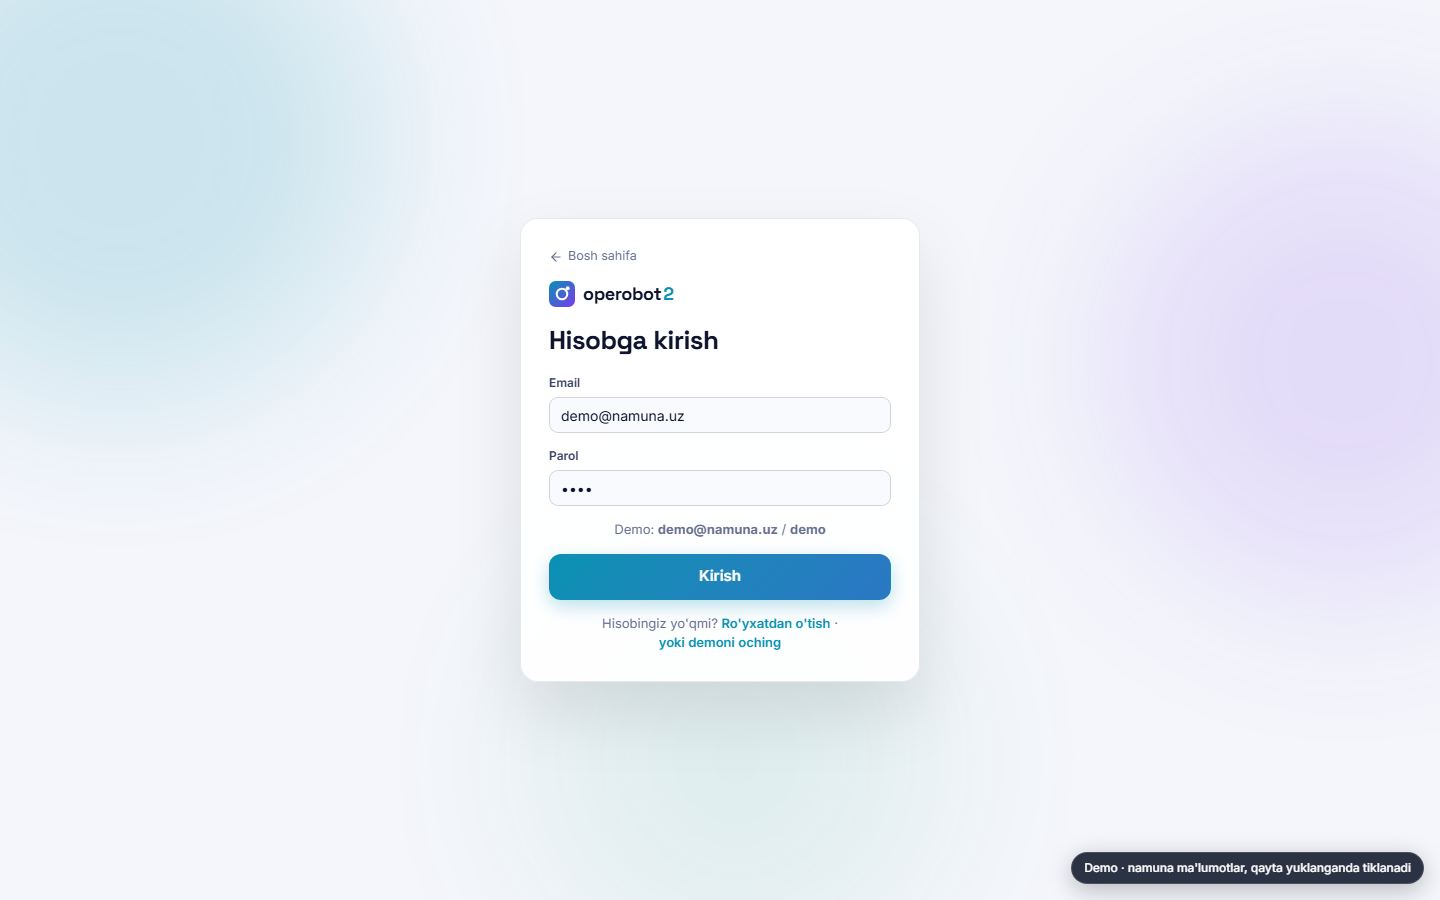 ← Bosh sahifa
operobot2
Hisobga kirish
Email
demo@namuna.uz
Parol
••••
Demo: demo@namuna.uz / demo
Kirish
Hisobingiz yo'qmi? Ro'yxatdan o'tish ·
yoki demoni oching
Demo · namuna ma'lumotlar, qayta yuklanganda tiklanadi